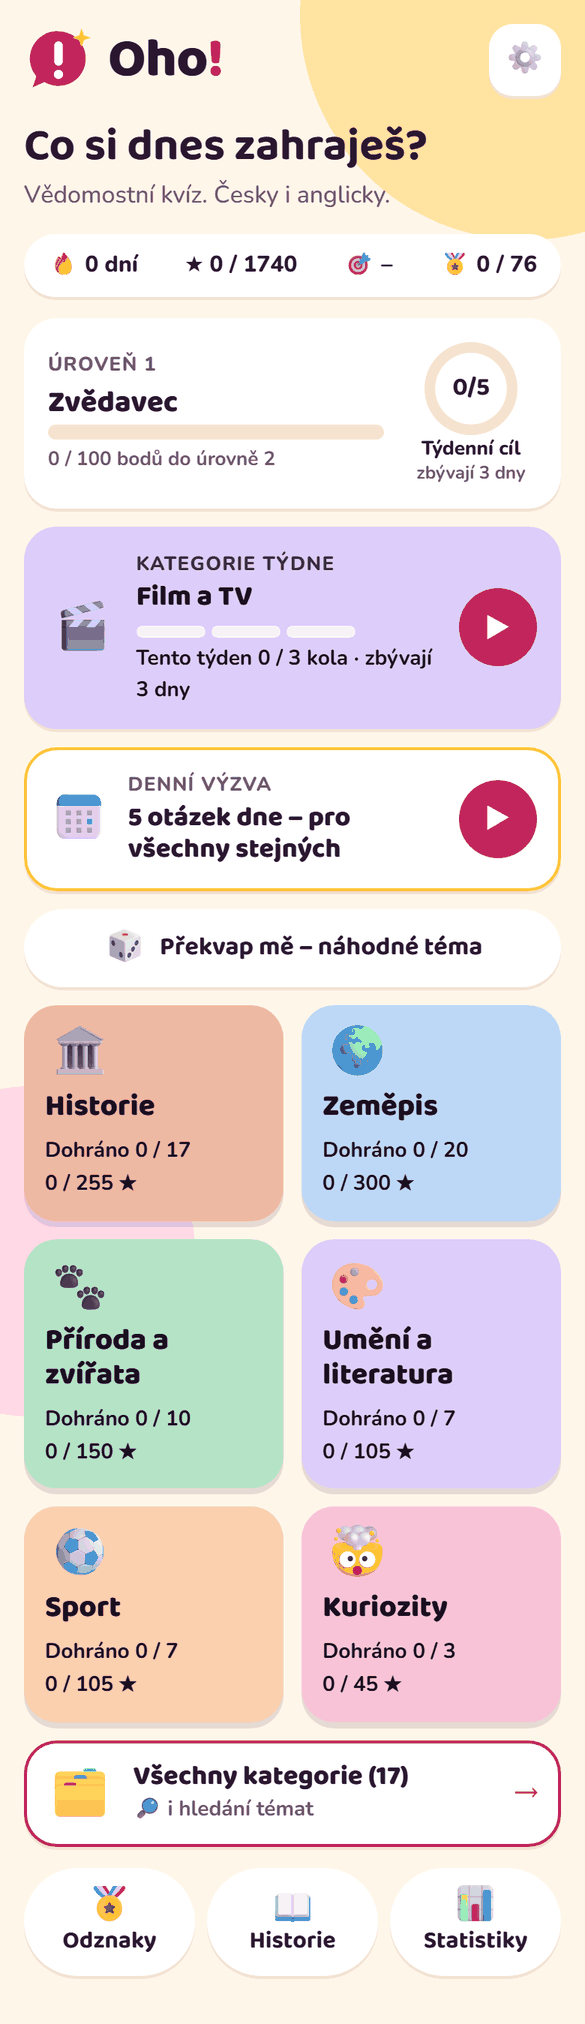 Oho!
Co si dnes zahraješ?
Vědomostní kvíz. Česky i anglicky.
0 dní ★ 0 / 1740 – 0 / 76
ÚROVEŇ 1
Zvědavec
0 / 100 bodů do úrovně 2
0/5
Týdenní cíl
zbývají 3 dny
KATEGORIE TÝDNE
Film a TV
Tento týden 0 / 3 kola · zbývají
3 dny
DENNÍ VÝZVA
5 otázek dne – pro
všechny stejných
Překvap mě – náhodné téma
Historie
Dohráno 0 / 17
0 / 255 ★
Zeměpis
Dohráno 0 / 20
0 / 300 ★
Příroda a
zvířata
Dohráno 0 / 10
0 / 150 ★
Umění a
literatura
Dohráno 0 / 7
0 / 105 ★
Sport
Dohráno 0 / 7
0 / 105 ★
Kuriozity
Dohráno 0 / 3
0 / 45 ★
Všechny kategorie (17)
i hledání témat
→
Odznaky
Historie
Statistiky